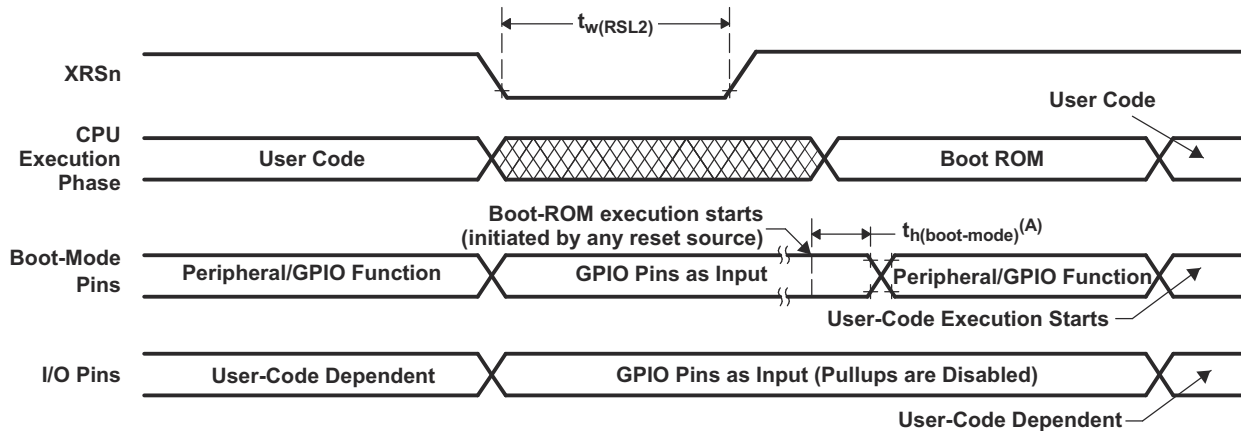 t_w(RSL2)
XRSn
User Code
CPU
Execution
Phase
User Code
Boot ROM
Boot-ROM execution starts
(initiated by any reset source)
t_h(boot-mode)^(A)
Boot-Mode
Pins
Peripheral/GPIO Function
GPIO Pins as Input
Peripheral/GPIO Function
User-Code Execution Starts
I/O Pins
User-Code Dependent
GPIO Pins as Input (Pullups are Disabled)
User-Code Dependent